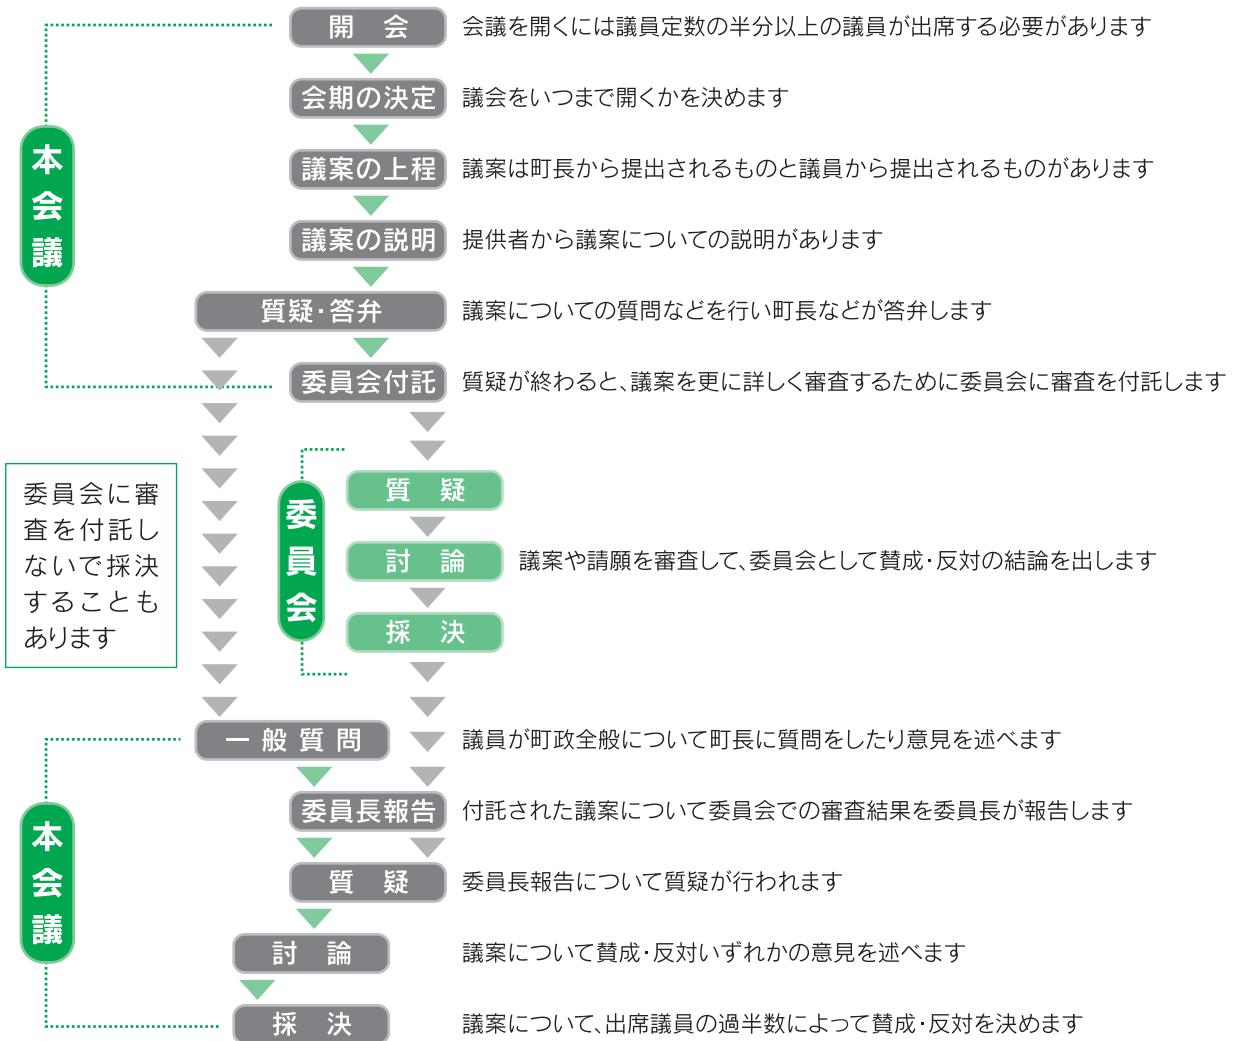 開　会
会議を開くには議員定数の半分以上の議員が出席する必要があります
会期の決定
議会をいつまで開くかを決めます
本会議
議案の上程
議案は町長から提出されるものと議員から提出されるものがあります
議案の説明
提供者から議案についての説明があります
質疑・答弁
議案についての質問などを行い町長などが答弁します
委員会付託
質疑が終わると、議案を更に詳しく審査するために委員会に審査を付託します
委員会に審
査を付託し
ないで採決
することも
あります
委員会
質　疑
討　論
議案や請願を審査して、委員会として賛成・反対の結論を出します
採　決
一般質問
議員が町政全般について町長に質問をしたり意見を述べます
本会議
委員長報告
付託された議案について委員会での審査結果を委員長が報告します
質　疑
委員長報告について質疑が行われます
討　論
議案について賛成・反対いずれかの意見を述べます
採　決
議案について、出席議員の過半数によって賛成・反対を決めます